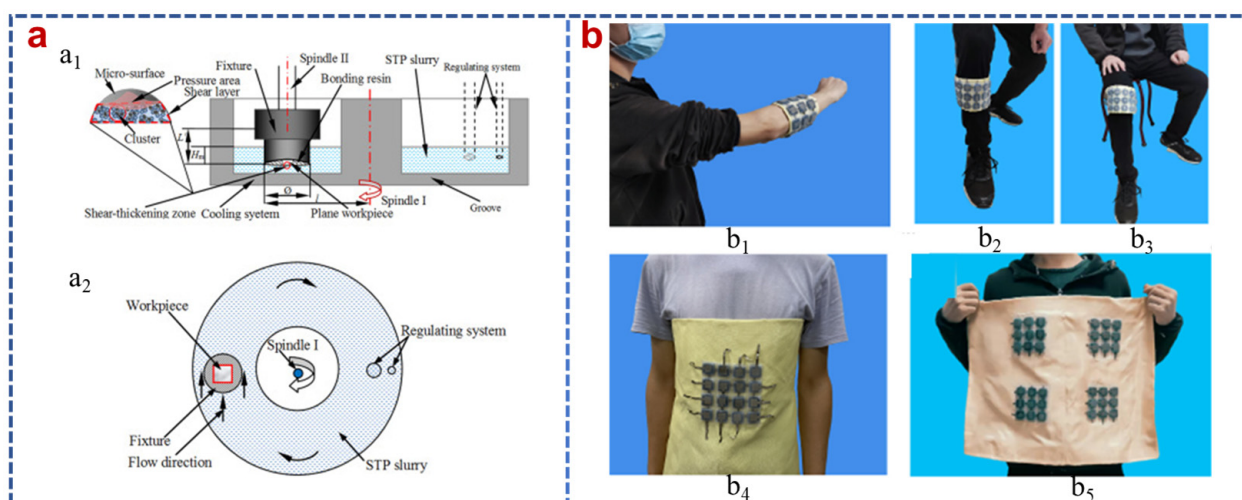 a
a1
Micro-surface
Pressure area
Shear layer
Cluster
Fixture
Spindle II
Bonding resin
STP slurry
Regulating system
L
Hm
Ø
l
Shear-thickening zone
Cooling system
Plane workpiece
Spindle I
Groove
a2
Workpiece
Spindle I
Regulating system
Fixture
Flow direction
STP slurry
b
b1
b2
b3
b4
b5